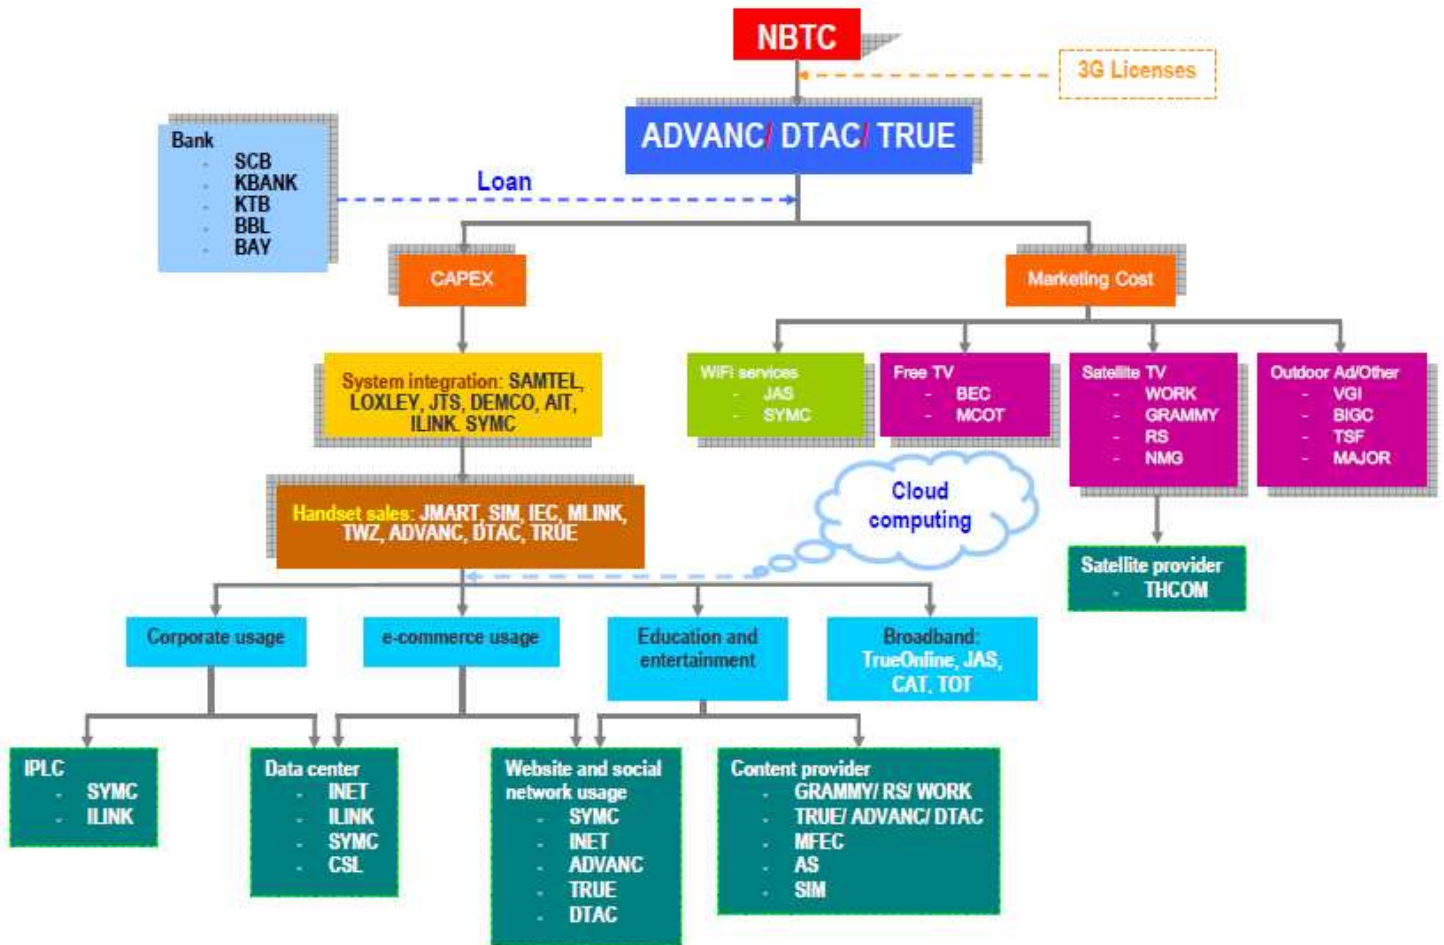 NBTC
3G Licenses
ADVANC/ DTAC/ TRUE
Bank
- SCB
- KBANK
- KTB
- BBL
- BAY
Loan
CAPEX
Marketing Cost
System integration: SAMTEL,
LOXLEY, JTS, DEMCO, AIT,
ILINK. SYMC
WiFi services
- JAS
- SYMC
Free TV
- BEC
- MCOT
Satellite TV
- WORK
- GRAMMY
- RS
- NMG
Outdoor Ad/Other
- VGI
- BIGC
- TSF
- MAJOR
Handset sales: JMART, SIM, IEC, MLINK,
TWZ, ADVANC, DTAC, TRUE
Cloud
computing
Satellite provider
- THCOM
Corporate usage
e-commerce usage
Education and
entertainment
Broadband:
TrueOnline, JAS,
CAT, TOT
IPLC
- SYMC
- ILINK
Data center
- INET
- ILINK
- SYMC
- CSL
Website and social
network usage
- SYMC
- INET
- ADVANC
- TRUE
- DTAC
Content provider
- GRAMMY/ RS/ WORK
- TRUE/ ADVANC/ DTAC
- MFEC
- AS
- SIM